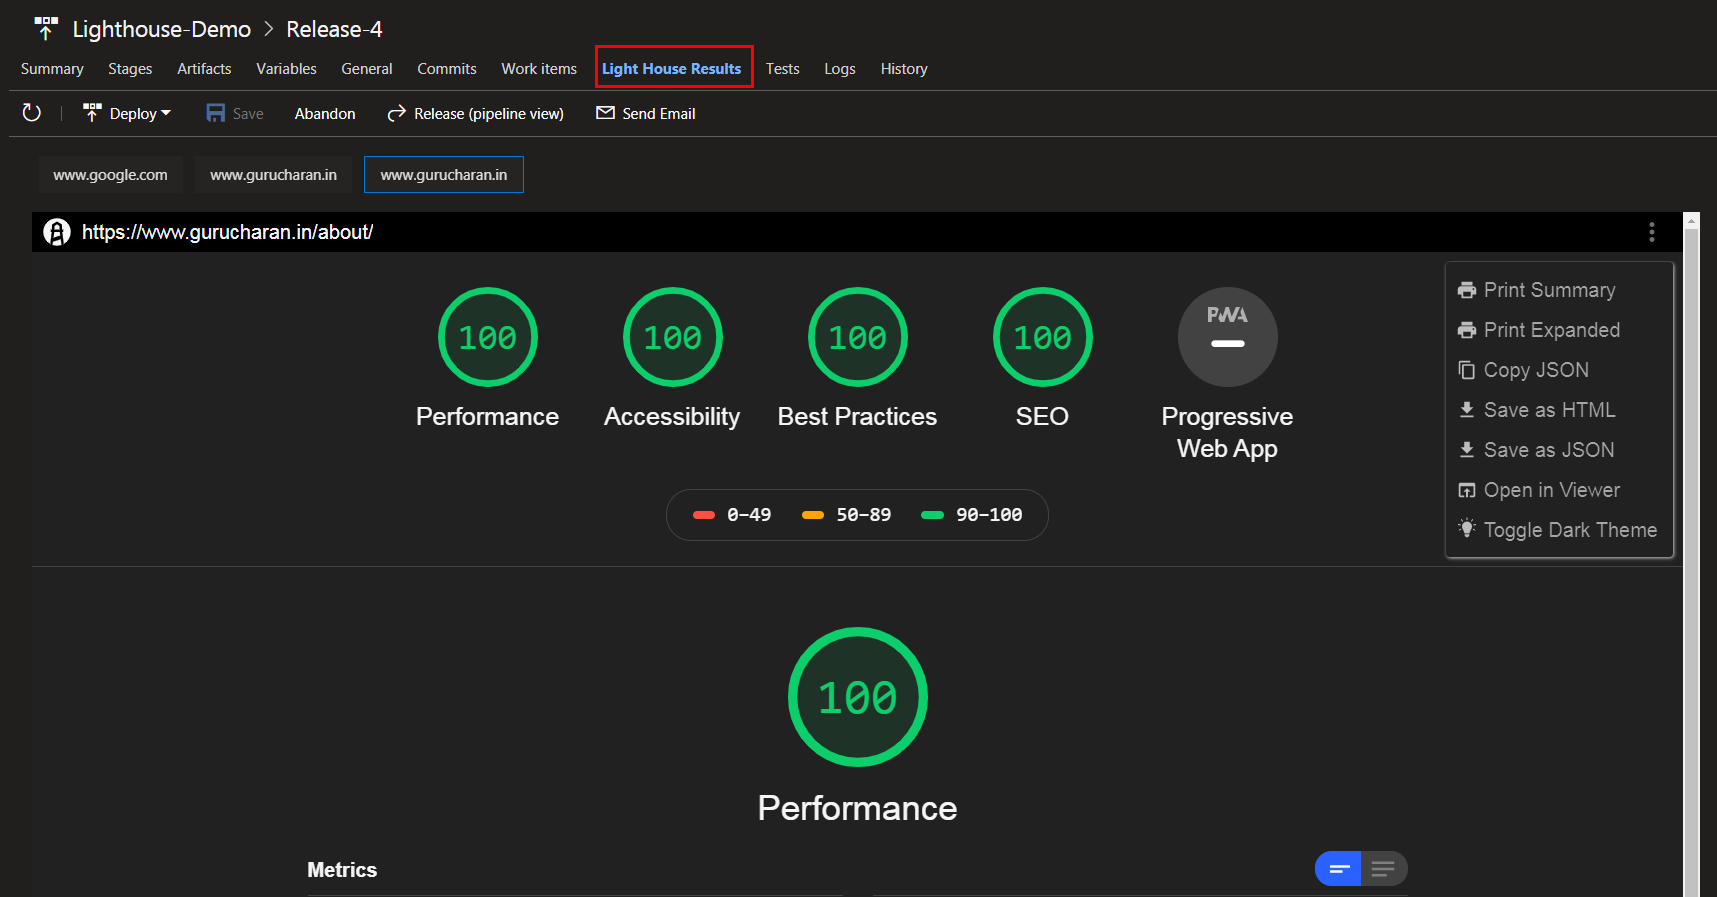 Lighthouse-Demo > Release-4
Summary Stages Artifacts Variables General Commits Work items Light House Results Tests Logs History
Deploy Save Abandon Release (pipeline view) Send Email
www.google.com www.gurucharan.in www.gurucharan.in
https://www.gurucharan.in/about/
Print Summary
Print Expanded
Copy JSON
Save as HTML
Save as JSON
Open in Viewer
Toggle Dark Theme
100 100 100 100 PWA
Performance Accessibility Best Practices SEO Progressive
Web App
0–49 50–89 90–100
100
Performance
Metrics